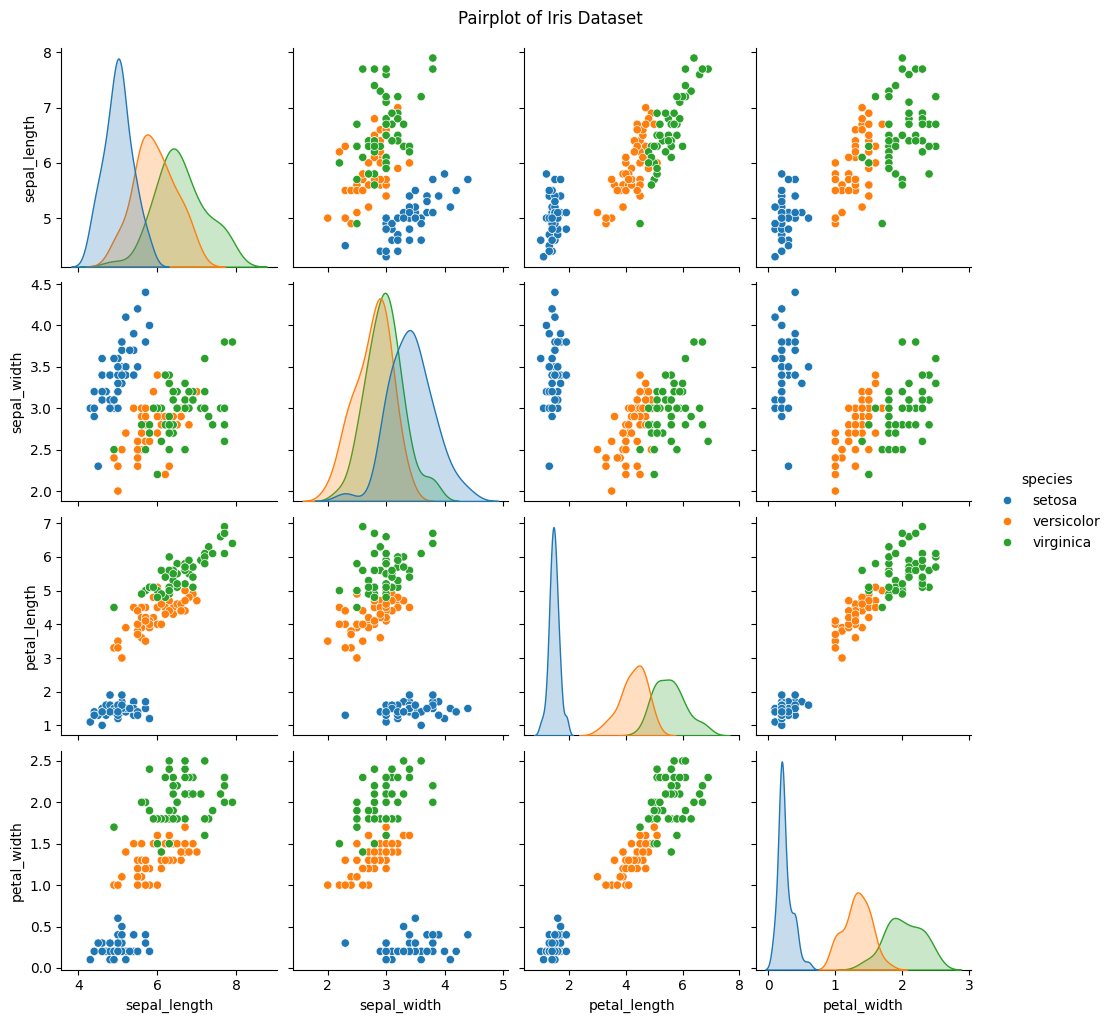 Pairplot of Iris Dataset
8
7
6
5
sepal_length
4.5
4.0
3.5
3.0
2.5
2.0
sepal_width
7
6
5
4
3
2
1
petal_length
2.5
2.0
1.5
1.0
0.5
0.0
petal_width
4 6 8
sepal_length
2 3 4 5
sepal_width
2 4 6 8
petal_length
0 1 2 3
petal_width
species
setosa
versicolor
virginica